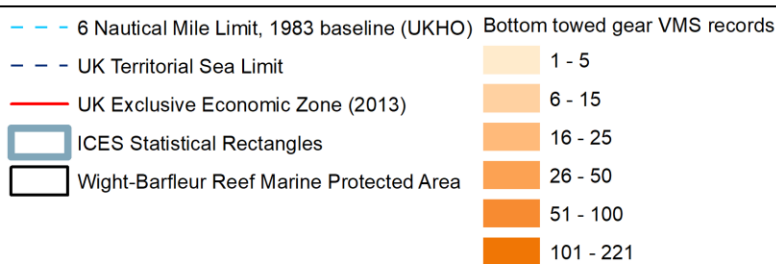 6 Nautical Mile Limit, 1983 baseline (UKHO)
UK Territorial Sea Limit
UK Exclusive Economic Zone (2013)
ICES Statistical Rectangles
Wight-Barfleur Reef Marine Protected Area
Bottom towed gear VMS records
1 - 5
6 - 15
16 - 25
26 - 50
51 - 100
101 - 221